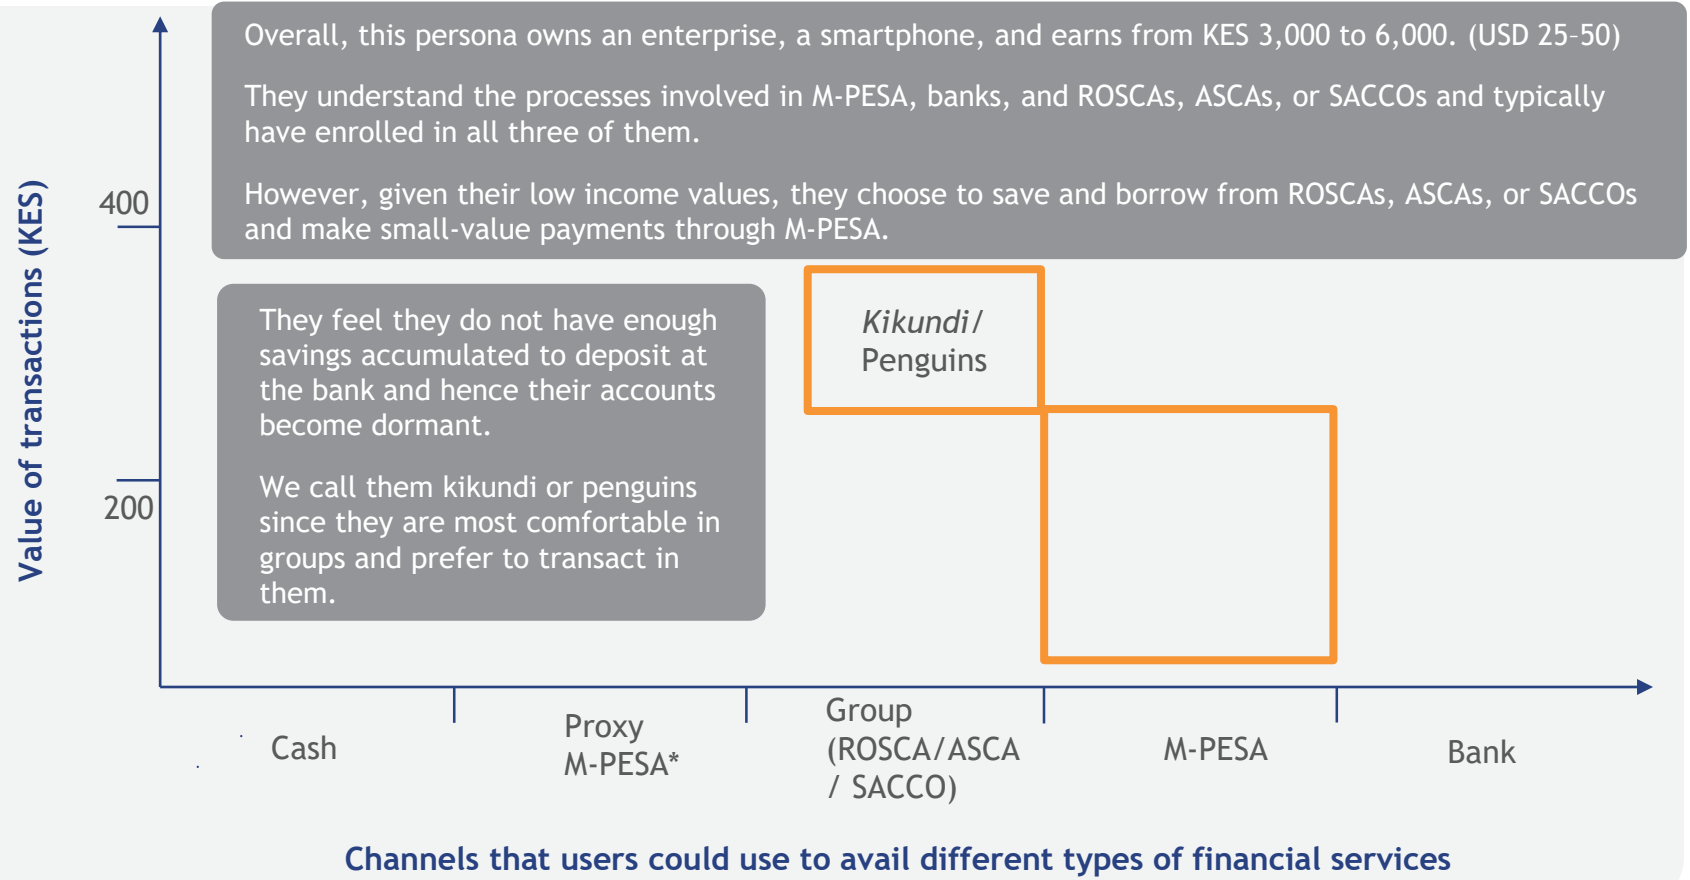 Overall, this persona owns an enterprise, a smartphone, and earns from KES 3,000 to 6,000. (USD 25–50)
They understand the processes involved in M-PESA, banks, and ROSCAs, ASCAs, or SACCOs and typically
have enrolled in all three of them.
However, given their low income values, they choose to save and borrow from ROSCAs, ASCAs, or SACCOs
and make small-value payments through M-PESA.
Value of transactions (KES)
400
200
They feel they do not have enough
savings accumulated to deposit at
the bank and hence their accounts
become dormant.
We call them kikundi or penguins
since they are most comfortable in
groups and prefer to transact in
them.
Kikundi/
Penguins
Cash
Proxy
M-PESA*
Group
(ROSCA/ASCA
/ SACCO)
M-PESA
Bank
Channels that users could use to avail different types of financial services